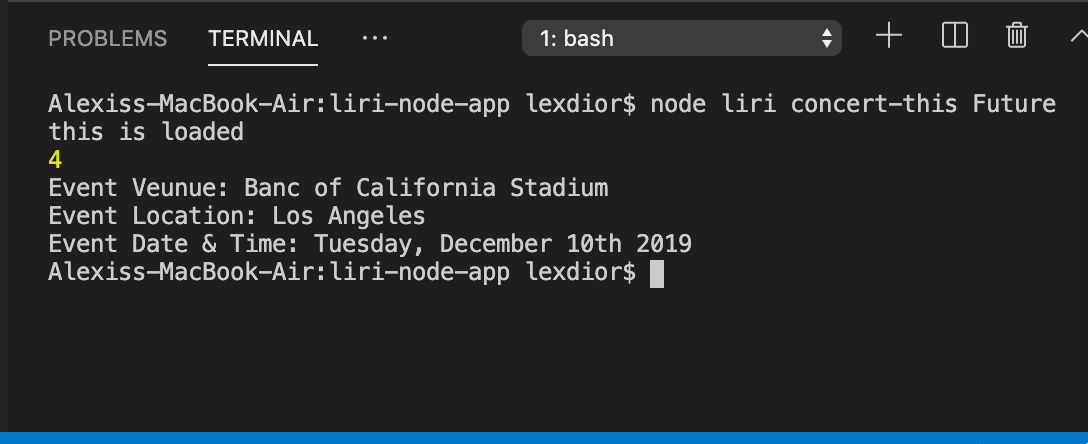 PROBLEMS TERMINAL ··· 1: bash
Alexiss-MacBook-Air:liri-node-app lexdior$ node liri concert-this Future
this is loaded
4
Event Veunue: Banc of California Stadium
Event Location: Los Angeles
Event Date & Time: Tuesday, December 10th 2019
Alexiss-MacBook-Air:liri-node-app lexdior$